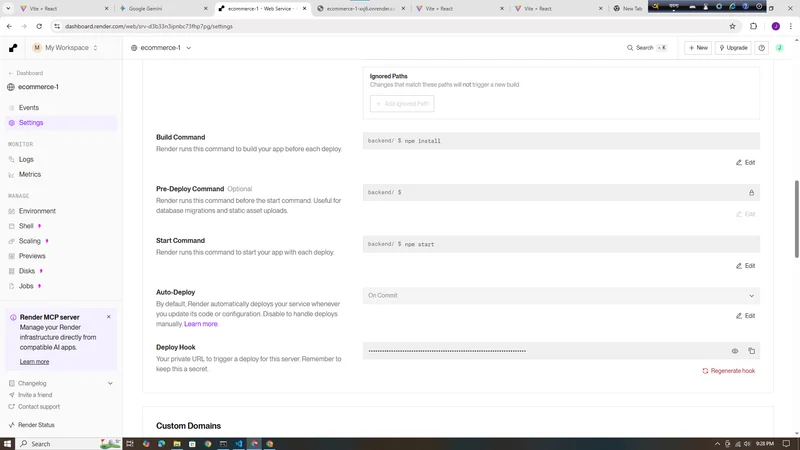 Vite + React
Google Gemini
ecommerce-1 · Web Service ·
ecommerce-1-xq8.onrender.c
Vite + React
Vite + React
New Tab
dashboard.render.com/web/srv-d3b33n3ipnbc73fhp7pg/settings
M My Workspace
ecommerce-1
Search
K
+ New
Upgrade
J
← Dashboard
ecommerce-1
Events
Settings
MONITOR
Logs
Metrics
MANAGE
Environment
Shell
Scaling
Previews
Disks
Jobs
Render MCP server
Manage your Render
infrastructure directly from
compatible AI apps.
Learn more
Changelog
Invite a friend
Contact support
Render Status
Ignored Paths
Changes that match these paths will not trigger a new build.
+ Add Ignored Path
Build Command
Render runs this command to build your app before each deploy.
backend/ $ npm install
Edit
Pre-Deploy Command Optional
Render runs this command before the start command. Useful for
database migrations and static asset uploads.
backend/ $
Edit
Start Command
Render runs this command to start your app with each deploy.
backend/ $ npm start
Edit
Auto-Deploy
By default, Render automatically deploys your service whenever
you update its code or configuration. Disable to handle deploys
manually. Learn more.
On Commit
Edit
Deploy Hook
Your private URL to trigger a deploy for this server. Remember to
keep this a secret.
Regenerate hook
Custom Domains
Search
9:28 PM